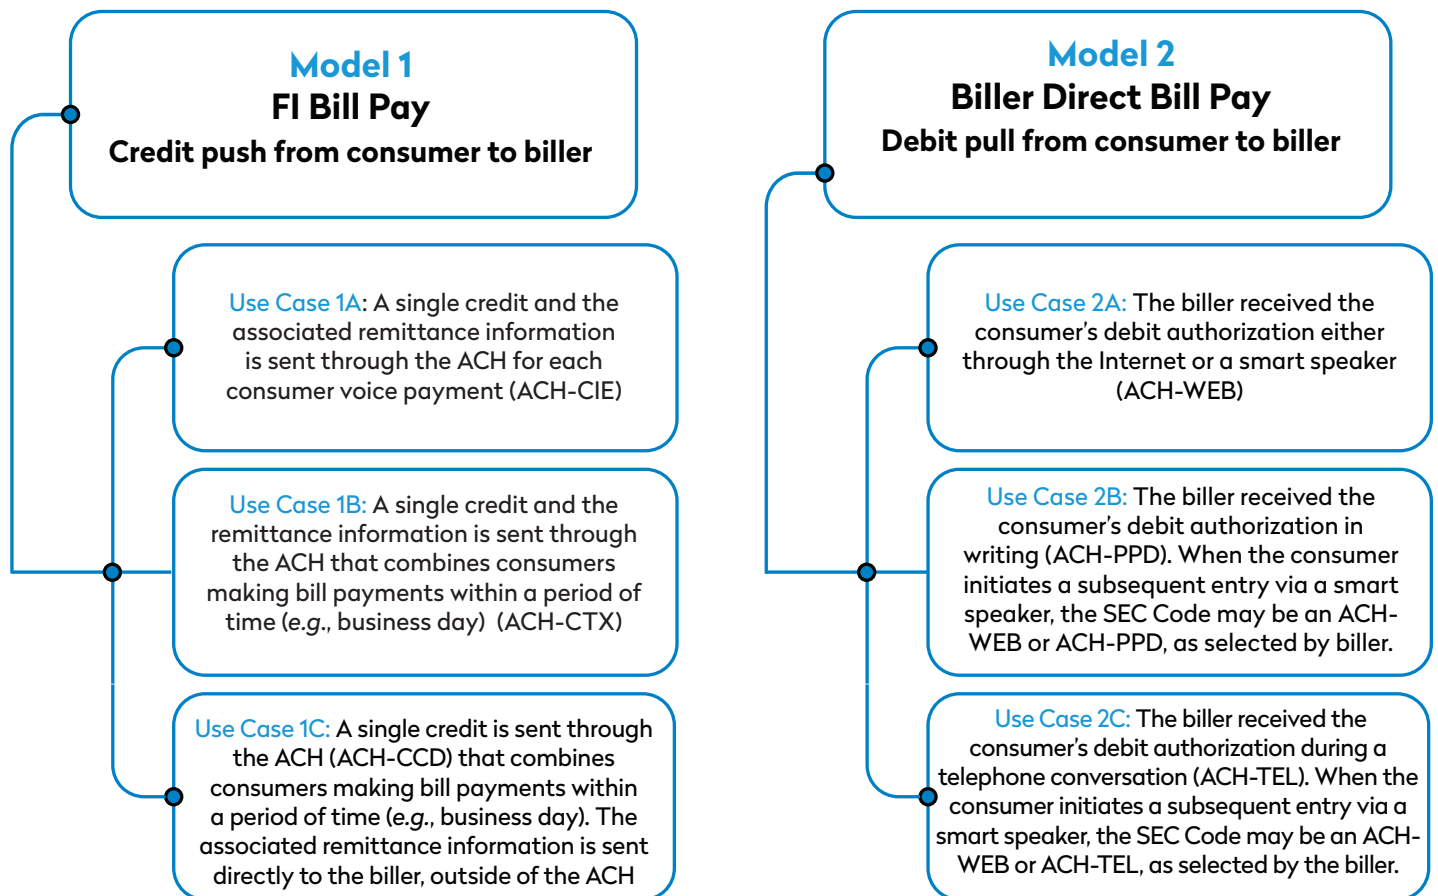 Model 1
FI Bill Pay
Credit push from consumer to biller
Use Case 1A: A single credit and the
associated remittance information
is sent through the ACH for each
consumer voice payment (ACH-CIE)
Use Case 1B: A single credit and the
remittance information is sent through
the ACH that combines consumers
making bill payments within a period of
time (e.g., business day) (ACH-CTX)
Use Case 1C: A single credit is sent through
the ACH (ACH-CCD) that combines
consumers making bill payments within
a period of time (e.g., business day). The
associated remittance information is sent
directly to the biller, outside of the ACH
Model 2
Biller Direct Bill Pay
Debit pull from consumer to biller
Use Case 2A: The biller received the
consumer's debit authorization either
through the Internet or a smart speaker
(ACH-WEB)
Use Case 2B: The biller received the
consumer's debit authorization in
writing (ACH-PPD). When the consumer
initiates a subsequent entry via a smart
speaker, the SEC Code may be an ACH-
WEB or ACH-PPD, as selected by biller.
Use Case 2C: The biller received the
consumer's debit authorization during a
telephone conversation (ACH-TEL). When the
consumer initiates a subsequent entry via a
smart speaker, the SEC Code may be an ACH-
WEB or ACH-TEL, as selected by the biller.